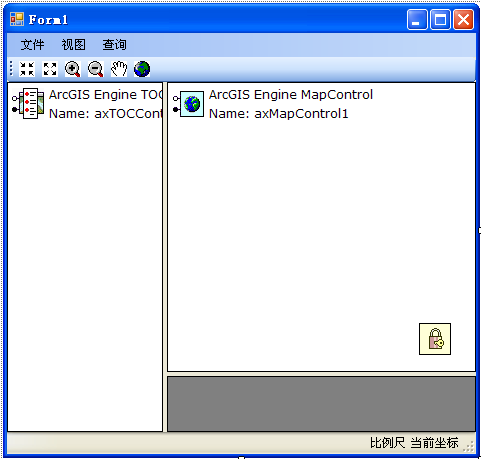 Form1
文件 视图 查询
ArcGIS Engine TOC
Name: axTOCCont
ArcGIS Engine MapControl
Name: axMapControl1
比例尺 当前坐标